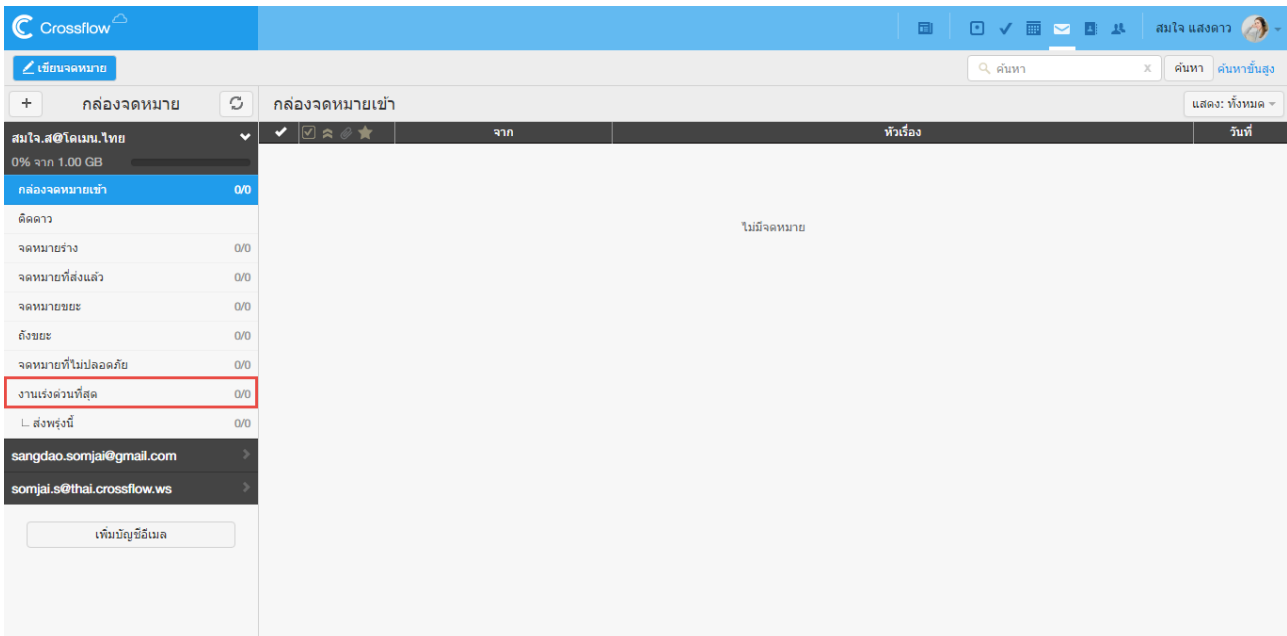 Crossflow
สมใจ แสงดาว
เขียนจดหมาย
ค้นหา x ค้นหา ค้นหาขั้นสูง
+ กล่องจดหมาย
กล่องจดหมายเข้า
แสดง: ทั้งหมด
สมใจ.ส@โดเมน.ไทย
0% จาก 1.00 GB
จาก หัวเรื่อง วันที่
กล่องจดหมายเข้า 0/0
ติดดาว
จดหมายร่าง 0/0
จดหมายที่ส่งแล้ว 0/0
จดหมายขยะ 0/0
ถังขยะ 0/0
จดหมายที่ไม่ปลอดภัย 0/0
งานเร่งด่วนที่สุด 0/0
ส่งพรุ่งนี้ 0/0
sangdao.somjai@gmail.com
somjai.s@thai.crossflow.ws
เพิ่มบัญชีอีเมล
ไม่มีจดหมาย